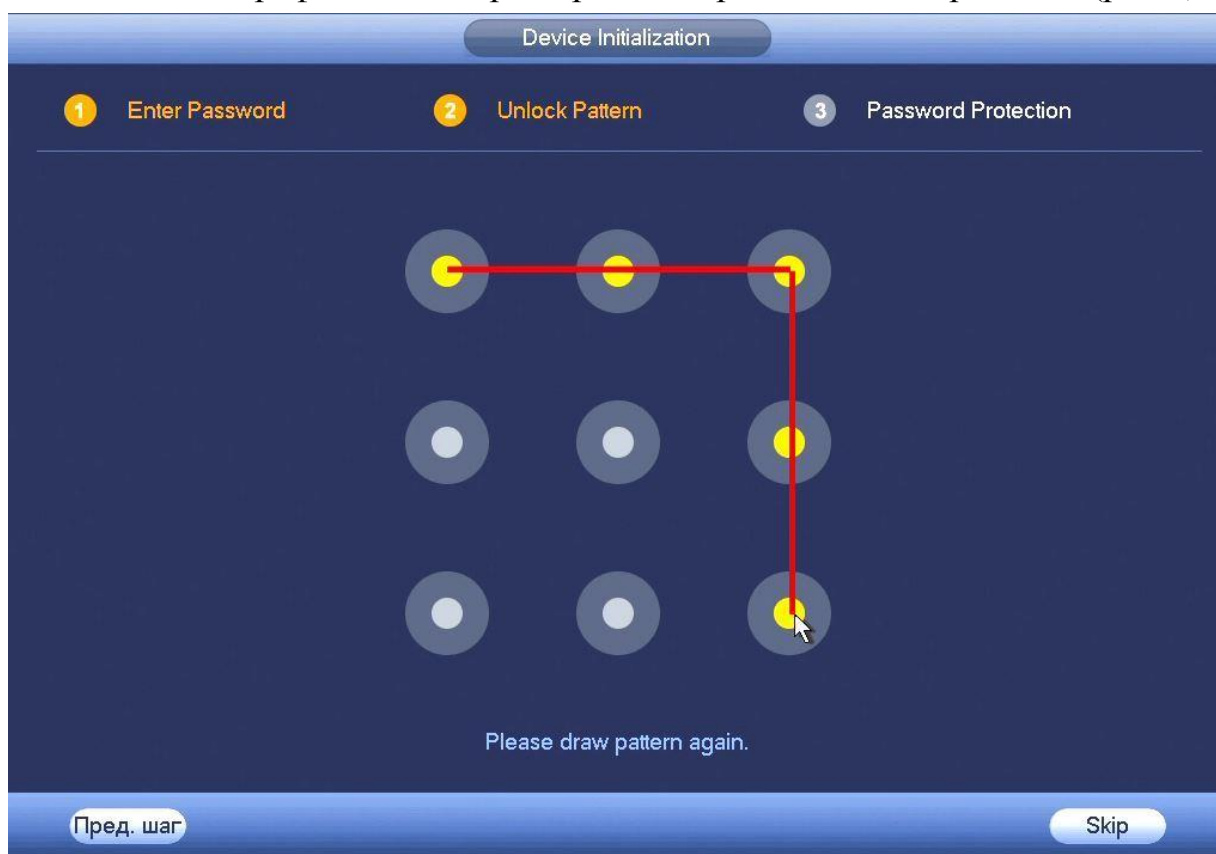 Device Initialization
1 Enter Password 2 Unlock Pattern 3 Password Protection
Please draw pattern again.
Пред. шаг Skip